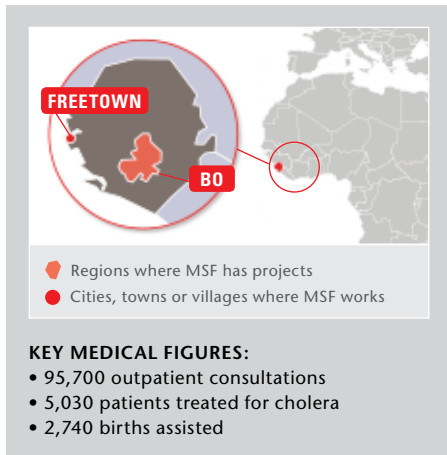 FREETOWN
BO
Regions where MSF has projects
Cities, towns or villages where MSF works
KEY MEDICAL FIGURES:
• 95,700 outpatient consultations
• 5,030 patients treated for cholera
• 2,740 births assisted